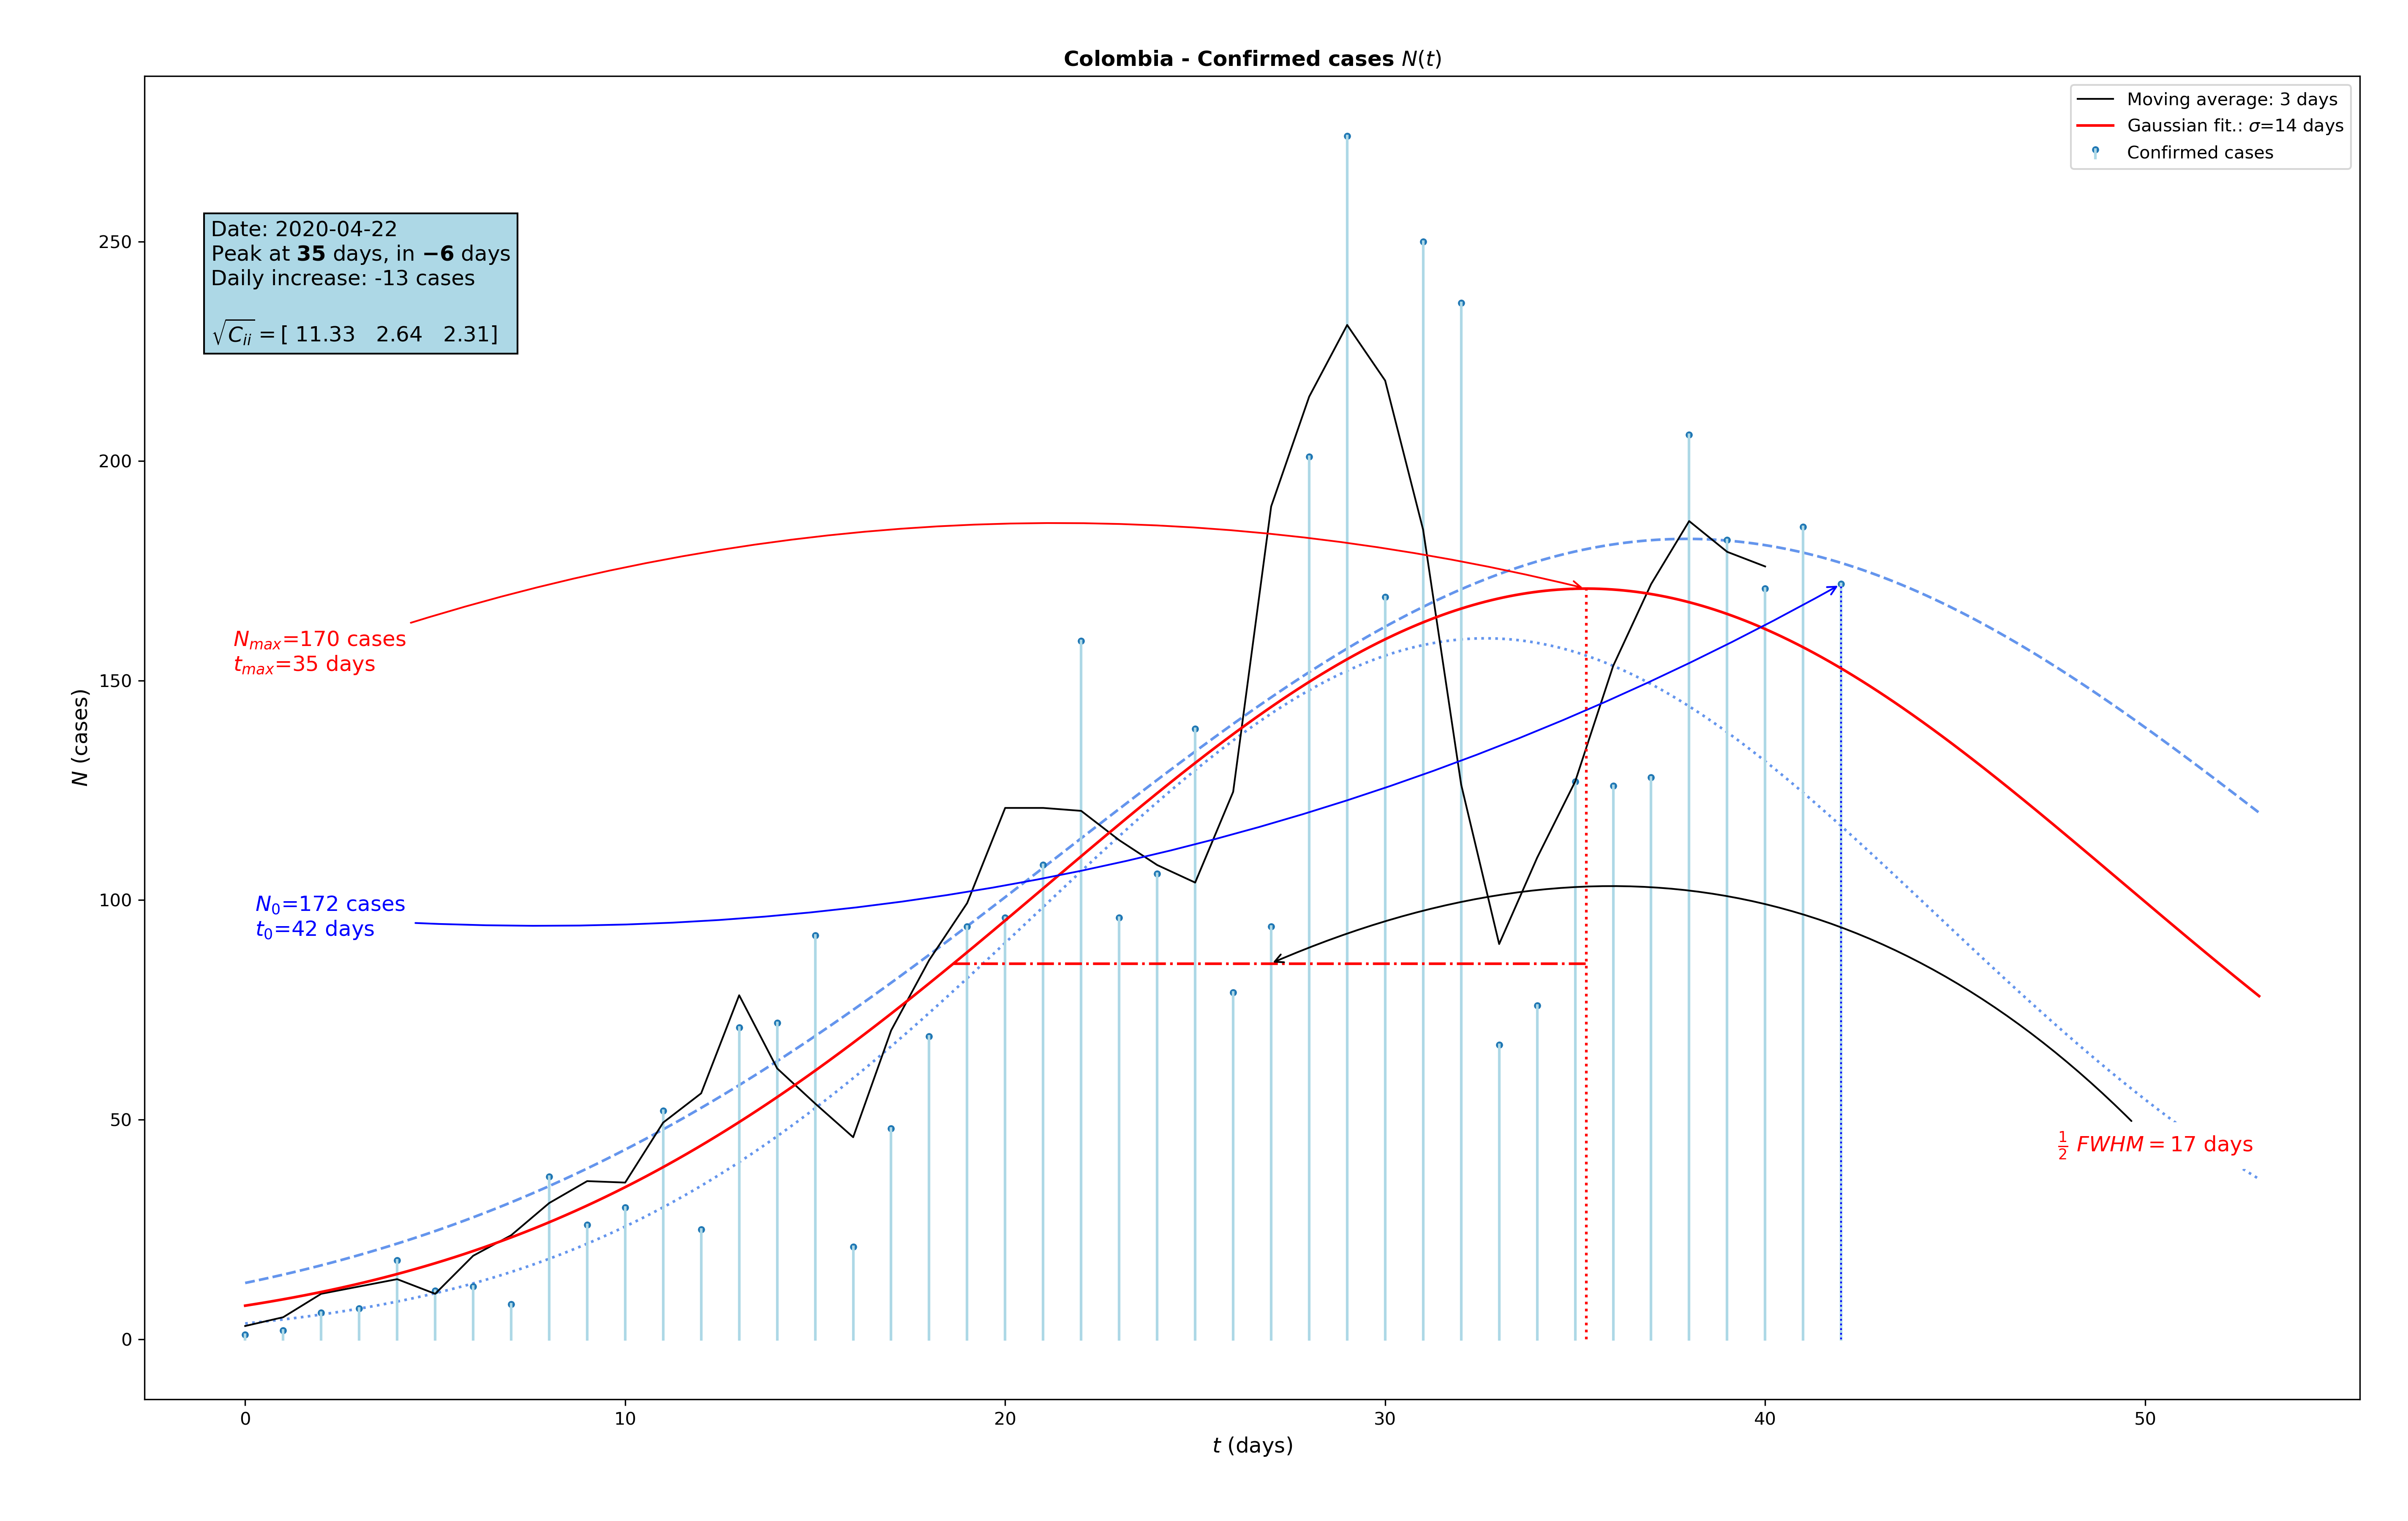 Colombia - Confirmed cases N(t)
Moving average: 3 days
Gaussian fit.: σ=14 days
Confirmed cases
Date: 2020-04-22
Peak at 35 days, in −6 days
Daily increase: -13 cases
√C_ii = [ 11.33 2.64 2.31]
N_max=170 cases
t_max=35 days
N_0=172 cases
t_0=42 days
½ FWHM = 17 days
N (cases)
250
200
150
100
50
0
0 10 20 30 40 50
t (days)